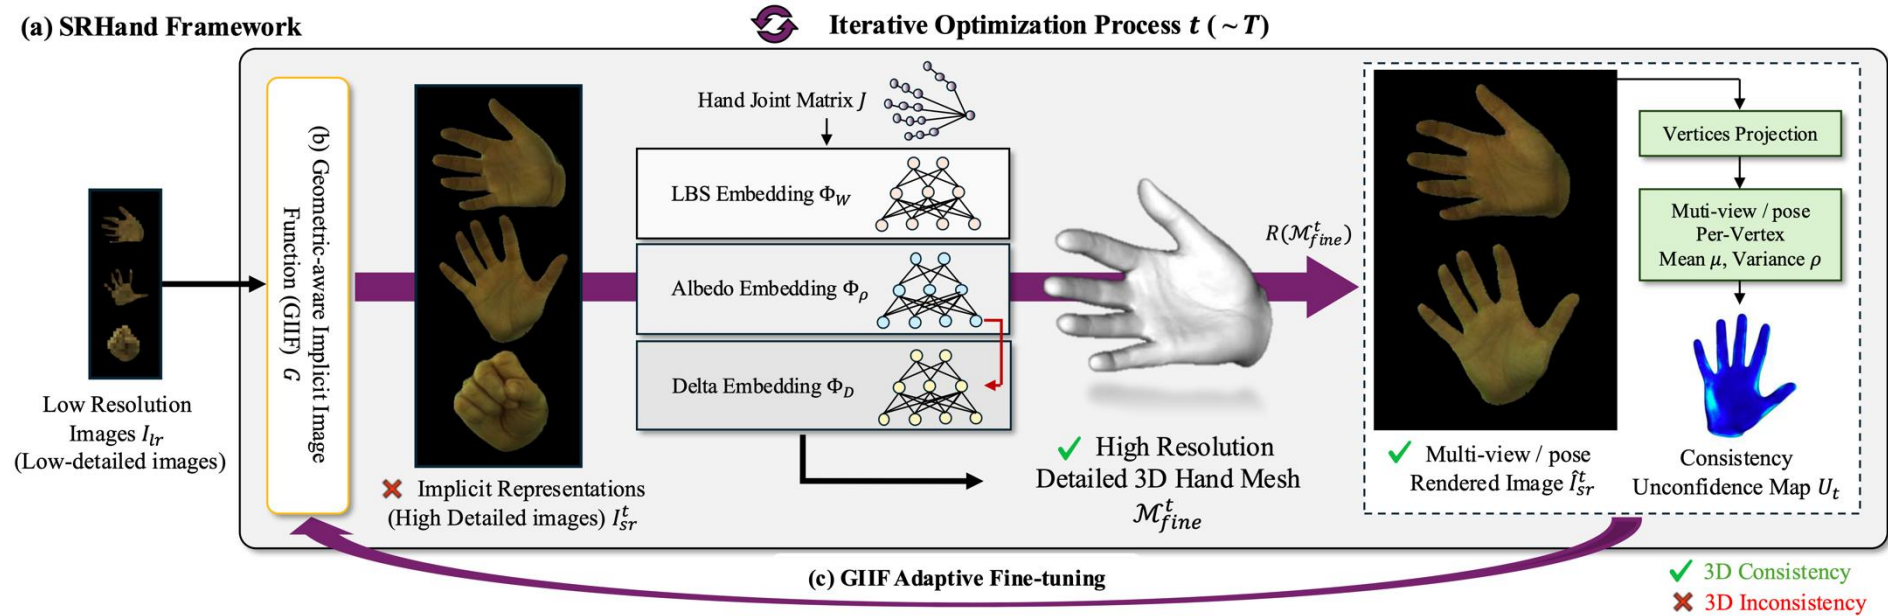 (a) SRHand Framework
Iterative Optimization Process t (~T)
Low Resolution
Images I_lr
(Low-detailed images)
(b) Geometric-aware Implicit Image
Function (GIIF) G
✗ Implicit Representations
(High Detailed images) I^t_sr
Hand Joint Matrix J
LBS Embedding Φ_W
Albedo Embedding Φ_ρ
Delta Embedding Φ_D
✓ High Resolution
Detailed 3D Hand Mesh
ℳ^t_fine
R(ℳ^t_fine)
✓ Multi-view / pose
Rendered Image Î^t_sr
Vertices Projection
Muti-view / pose
Per-Vertex
Mean μ, Variance ρ
Consistency
Unconfidence Map U_t
(c) GIIF Adaptive Fine-tuning
✓ 3D Consistency
✗ 3D Inconsistency